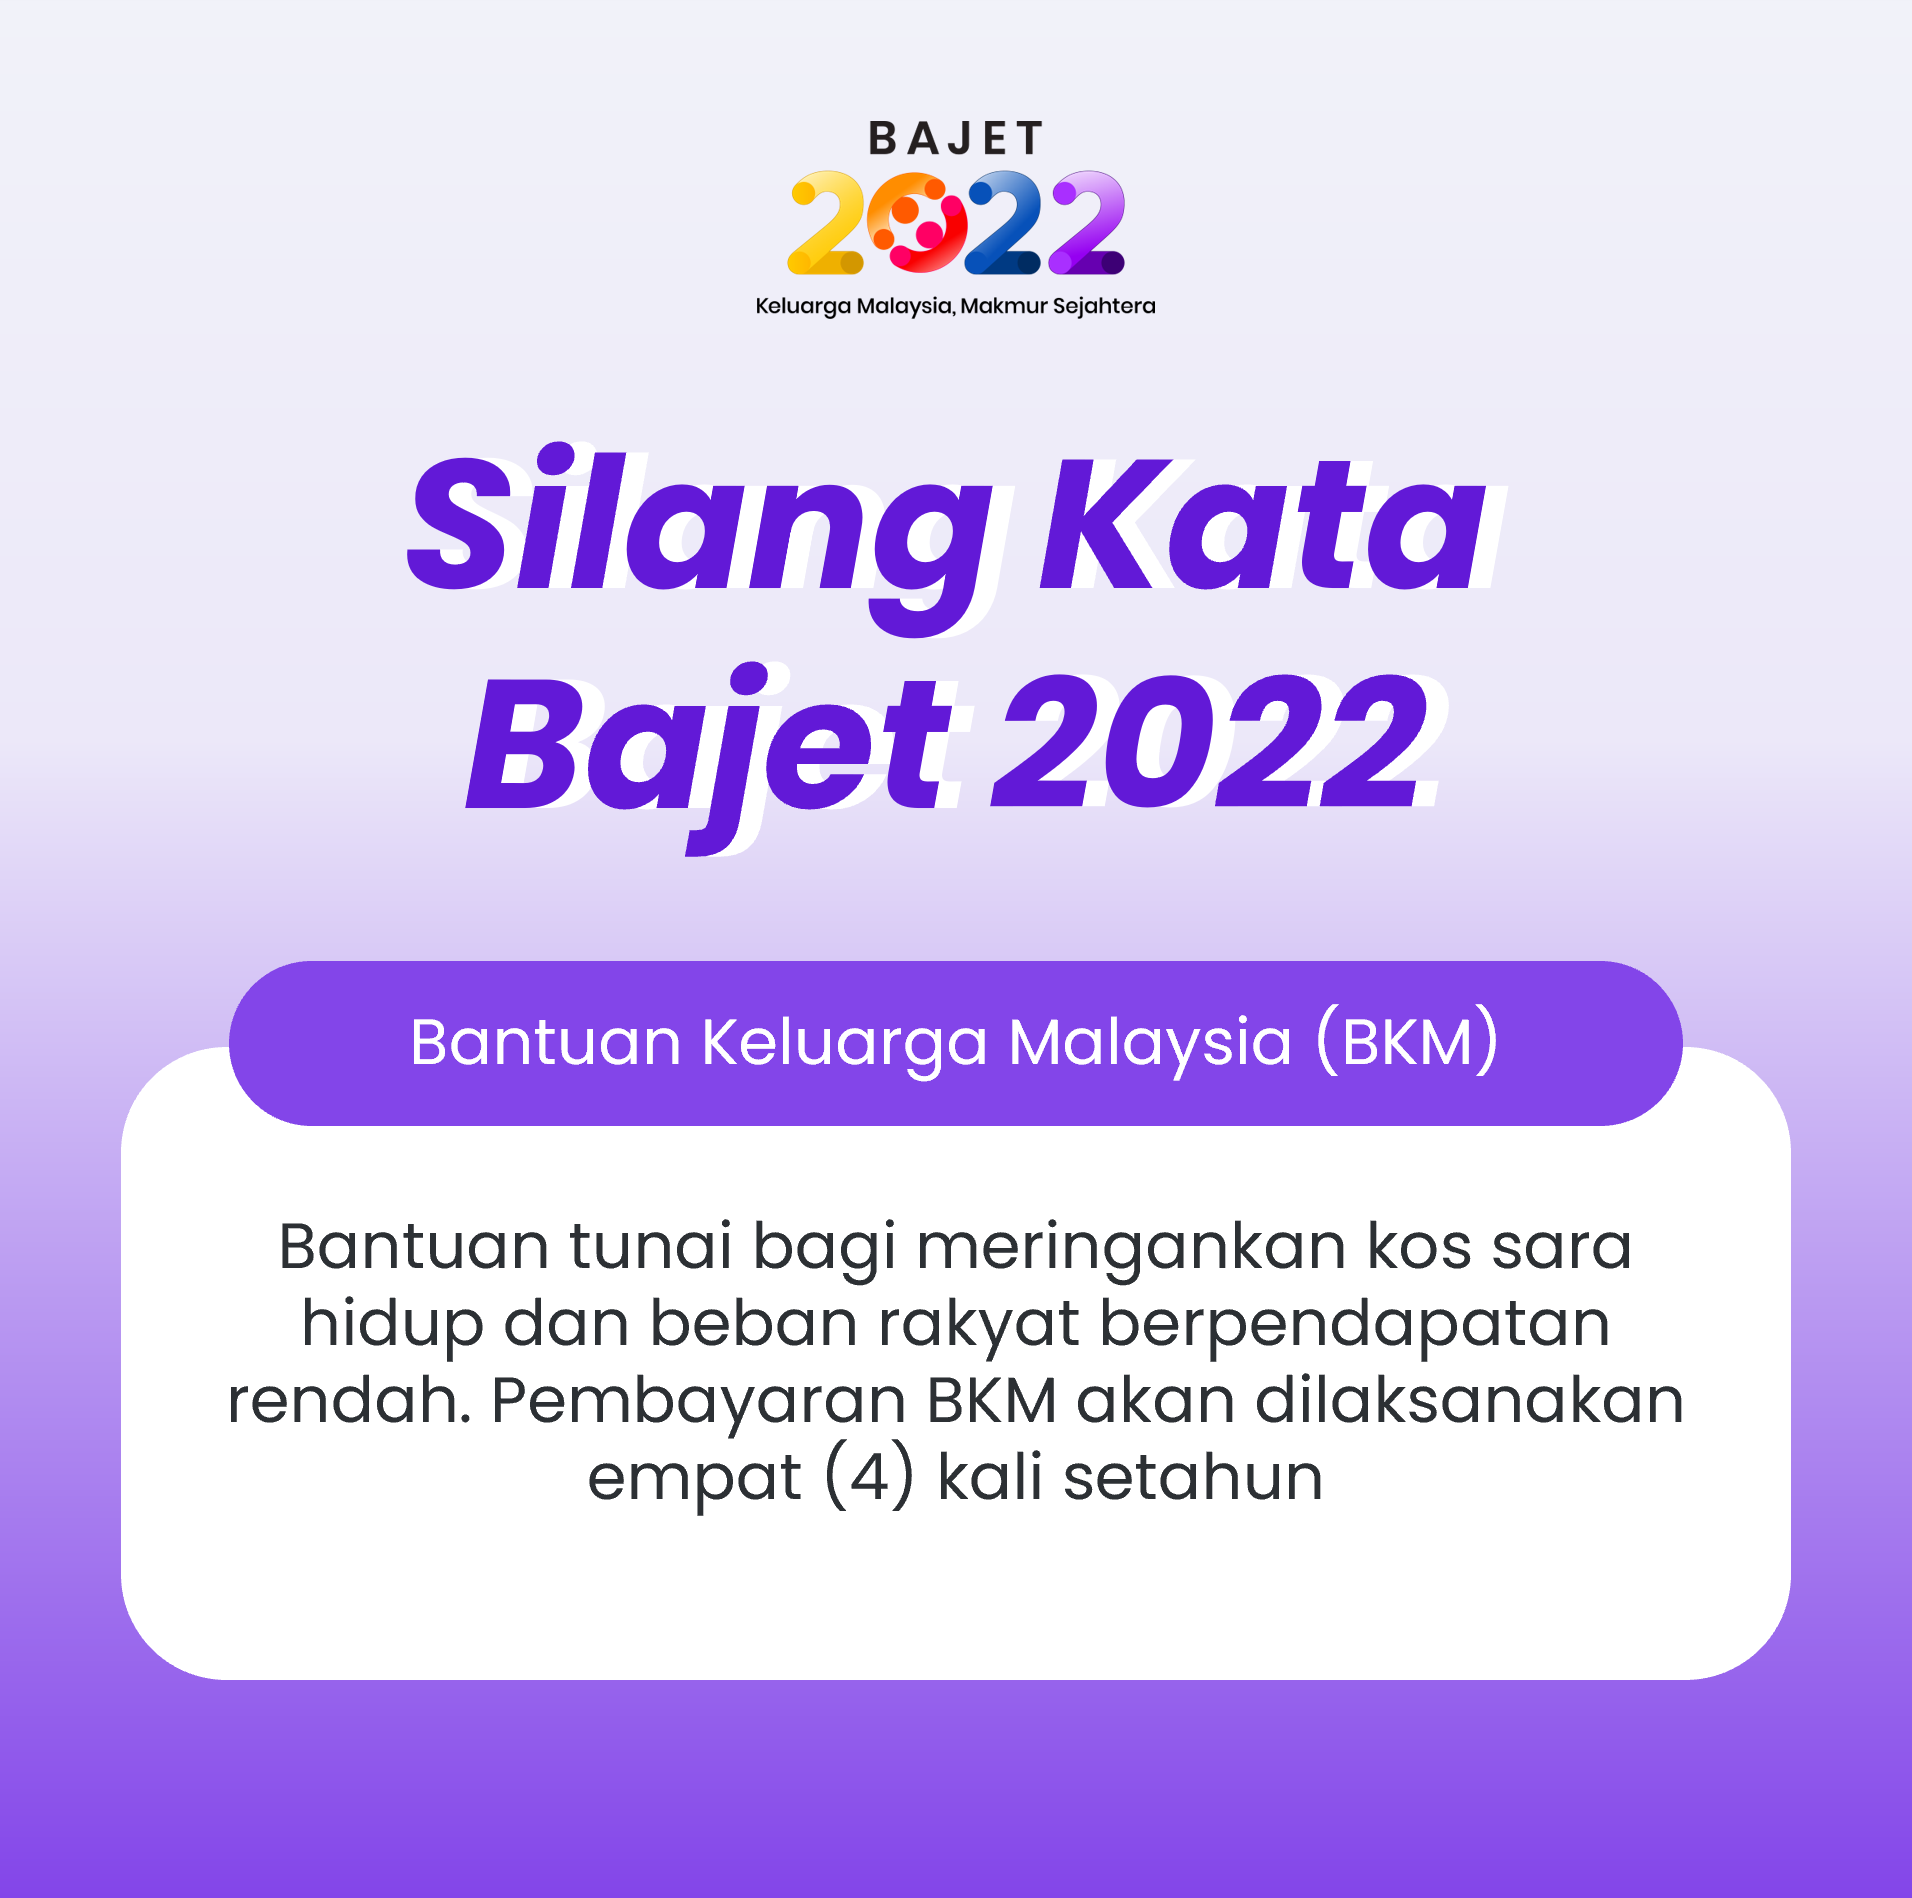 BAJET
2022
Keluarga Malaysia, Makmur Sejahtera
Silang Kata
Bajet 2022
Bantuan Keluarga Malaysia (BKM)
Bantuan tunai bagi meringankan kos sara
hidup dan beban rakyat berpendapatan
rendah. Pembayaran BKM akan dilaksanakan
empat (4) kali setahun